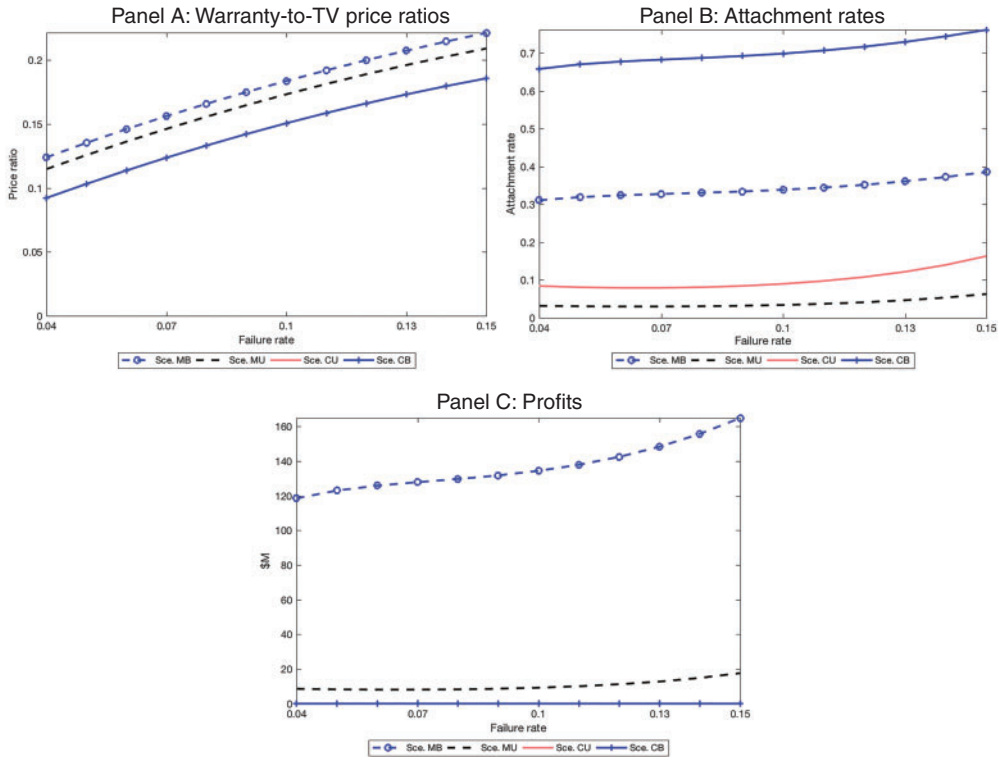 Panel A: Warranty-to-TV price ratios
Price ratio
0.2
0.15
0.1
0.05
0
0.04 0.07 0.1 0.13 0.15
Failure rate
Sce. MB Sce. MU Sce. CU Sce. CB
Panel B: Attachment rates
Attachment rate
0.7
0.6
0.5
0.4
0.3
0.2
0.1
0
0.04 0.07 0.1 0.13 0.15
Failure rate
Sce. MB Sce. MU Sce. CU Sce. CB
Panel C: Profits
$M
160
140
120
100
80
60
40
20
0
0.04 0.07 0.1 0.13 0.15
Failure rate
Sce. MB Sce. MU Sce. CU Sce. CB